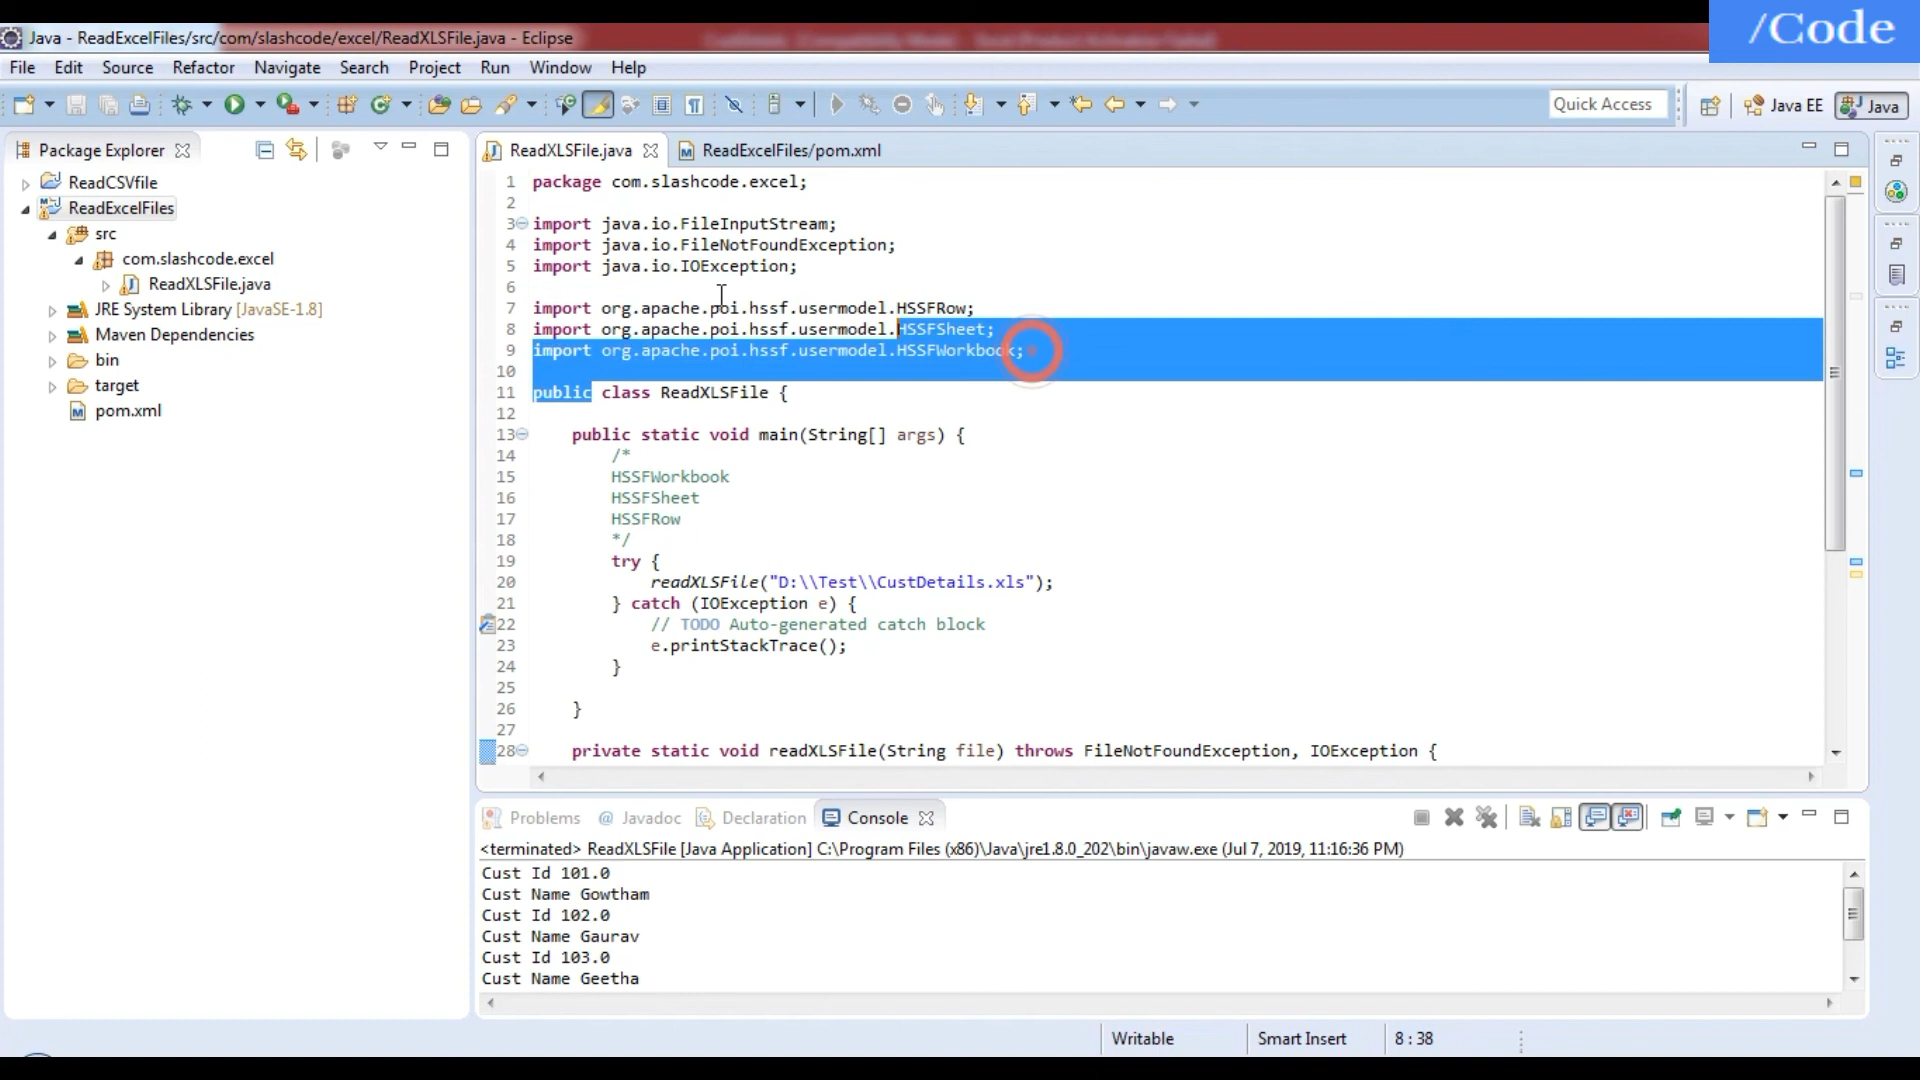 /Code
Java - ReadExcelFiles/src/com/slashcode/excel/ReadXLSFile.java - Eclipse
File Edit Source Refactor Navigate Search Project Run Window Help
Quick Access
Java EE
Java
Package Explorer
ReadCSVfile
ReadExcelFiles
src
com.slashcode.excel
ReadXLSFile.java
JRE System Library [JavaSE-1.8]
Maven Dependencies
bin
target
pom.xml
ReadXLSFile.java
ReadExcelFiles/pom.xml
1 package com.slashcode.excel;
2
3 import java.io.FileInputStream;
4 import java.io.FileNotFoundException;
5 import java.io.IOException;
6
7 import org.apache.poi.hssf.usermodel.HSSFRow;
8 import org.apache.poi.hssf.usermodel.HSSFSheet;
9 import org.apache.poi.hssf.usermodel.HSSFWorkbook;
10
11 public class ReadXLSFile {
12
13 public static void main(String[] args) {
14 /*
15 HSSFWorkbook
16 HSSFSheet
17 HSSFRow
18 */
19 try {
20 readXLSFile("D:\\Test\\CustDetails.xls");
21 } catch (IOException e) {
22 // TODO Auto-generated catch block
23 e.printStackTrace();
24 }
25
26 }
27
28 private static void readXLSFile(String file) throws FileNotFoundException, IOException {
Problems @ Javadoc Declaration Console
<terminated> ReadXLSFile [Java Application] C:\Program Files (x86)\Java\jre1.8.0_202\bin\javaw.exe (Jul 7, 2019, 11:16:36 PM)
Cust Id 101.0
Cust Name Gowtham
Cust Id 102.0
Cust Name Gaurav
Cust Id 103.0
Cust Name Geetha
Writable Smart Insert 8 : 38